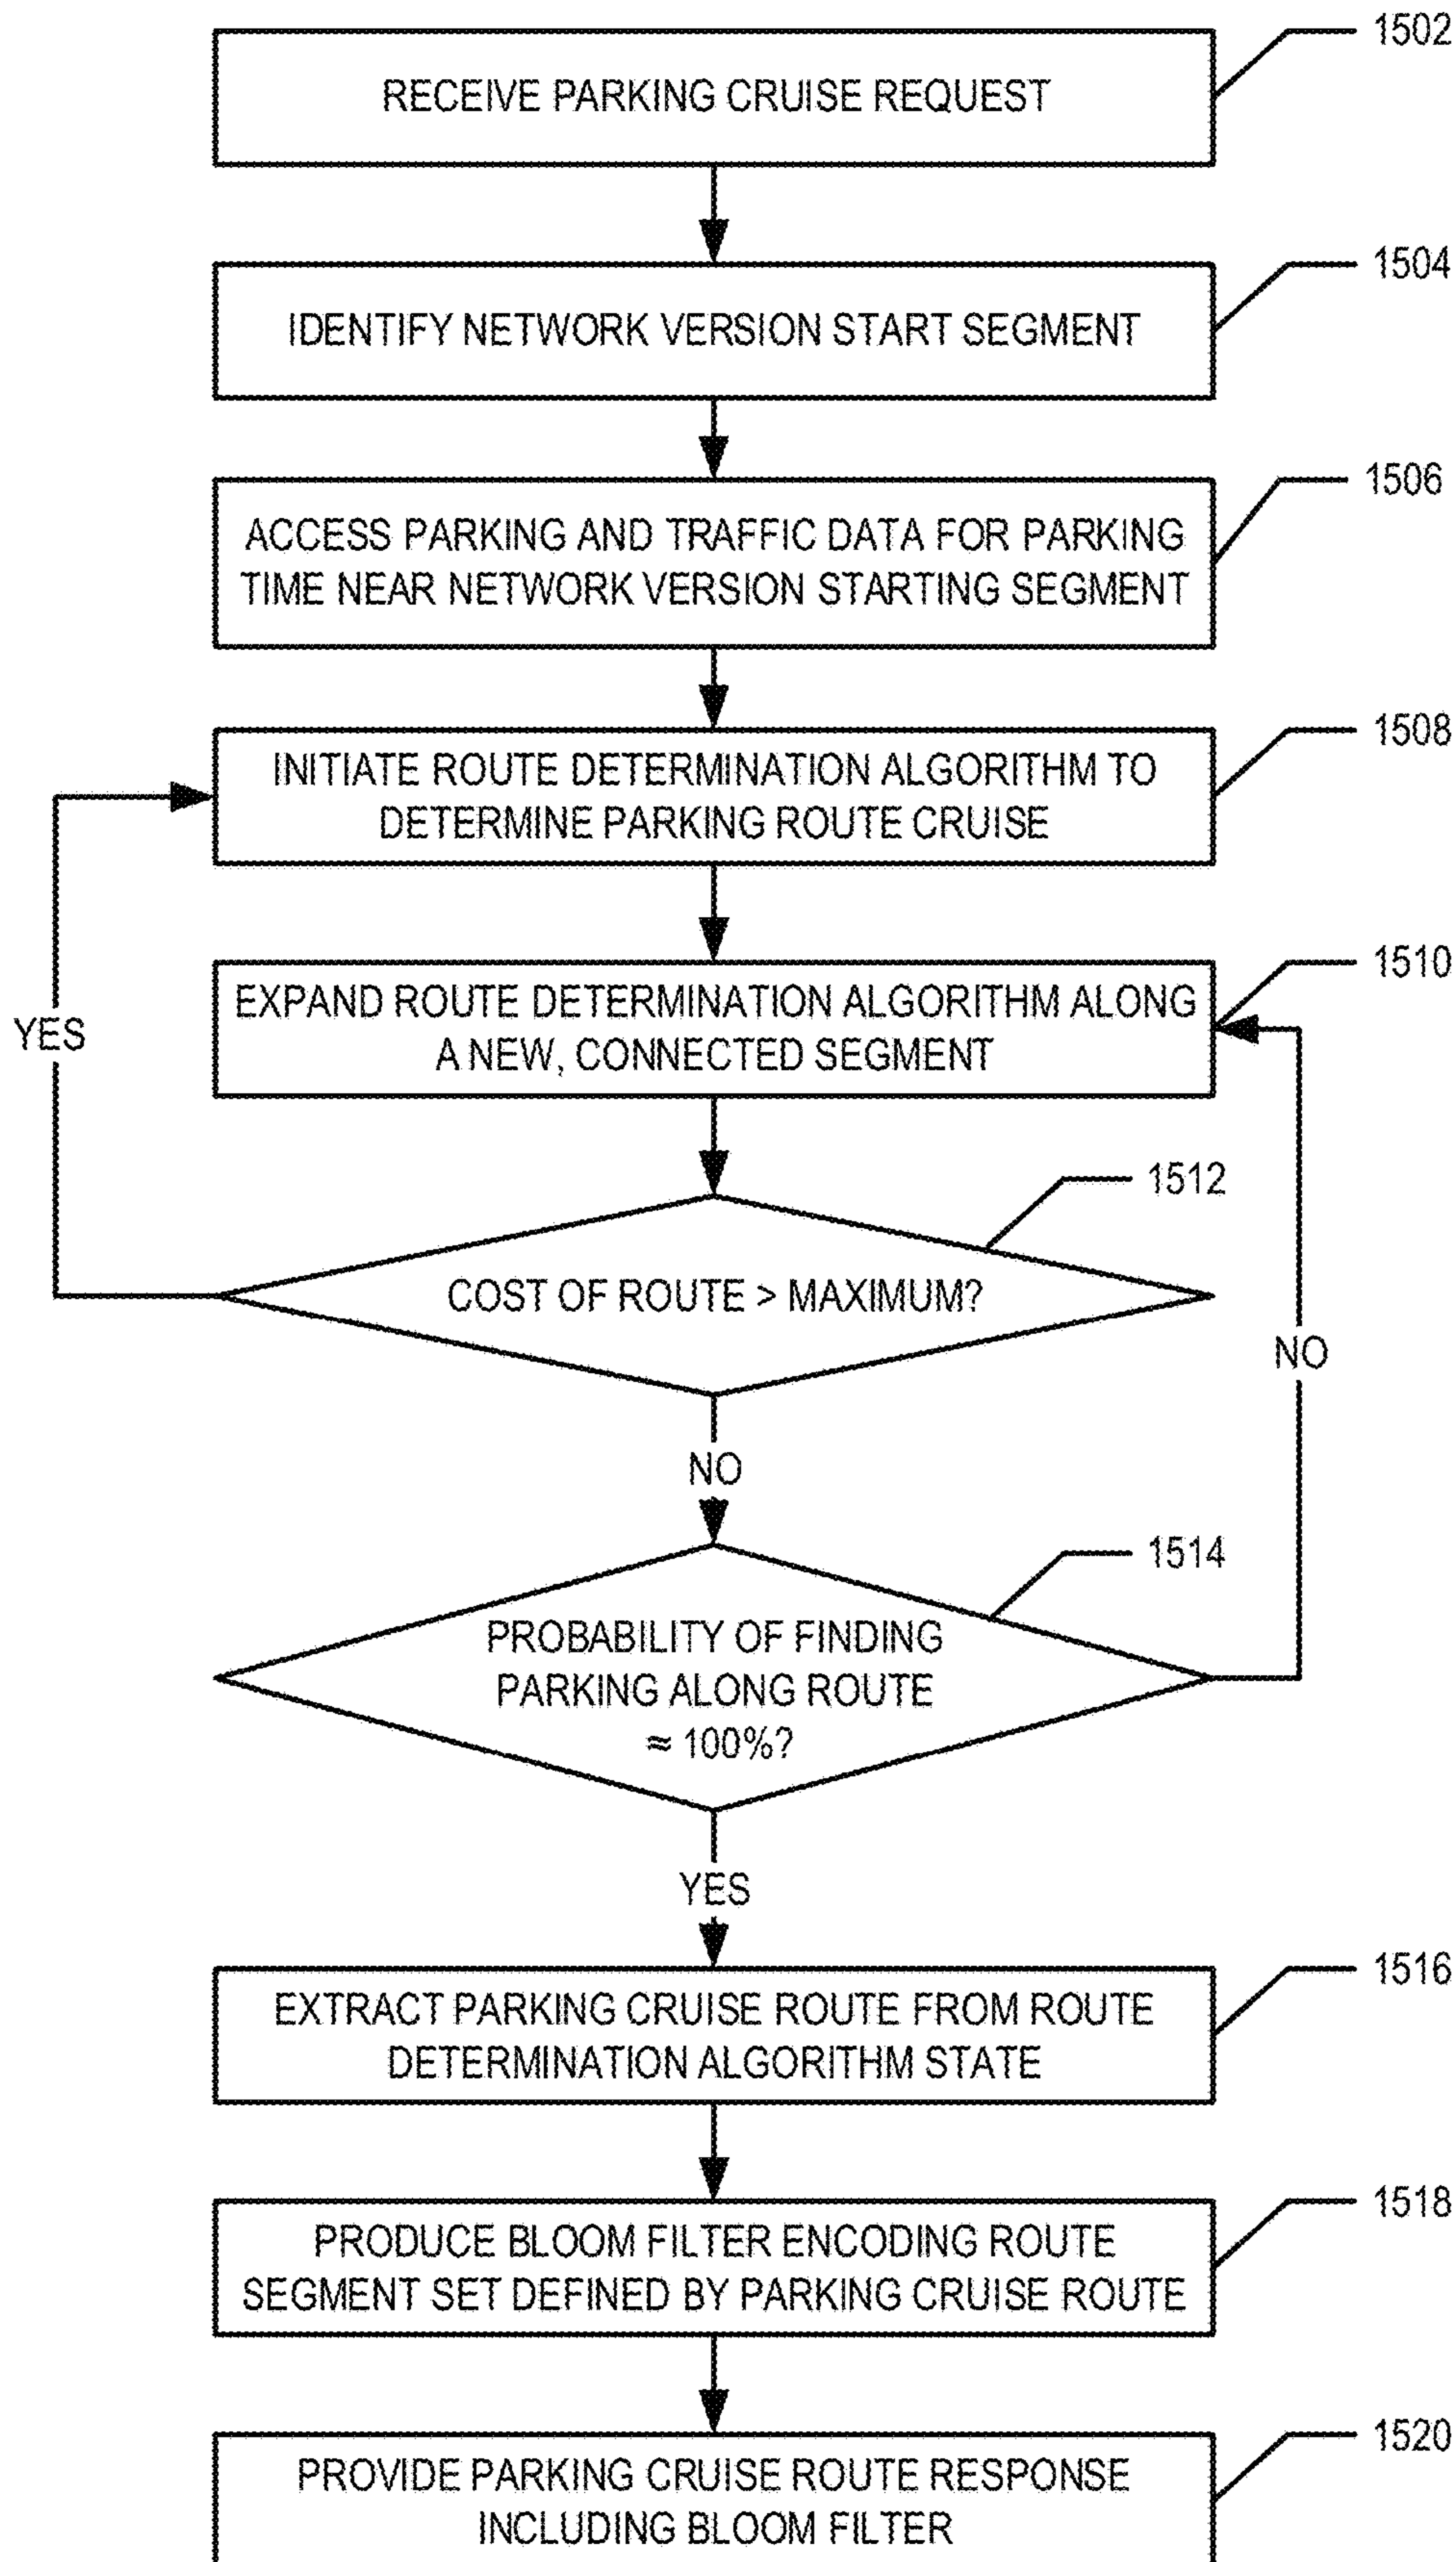 1502
RECEIVE PARKING CRUISE REQUEST
1504
IDENTIFY NETWORK VERSION START SEGMENT
1506
ACCESS PARKING AND TRAFFIC DATA FOR PARKING
TIME NEAR NETWORK VERSION STARTING SEGMENT
1508
INITIATE ROUTE DETERMINATION ALGORITHM TO
DETERMINE PARKING ROUTE CRUISE
1510
EXPAND ROUTE DETERMINATION ALGORITHM ALONG
A NEW, CONNECTED SEGMENT
YES
1512
COST OF ROUTE > MAXIMUM?
NO
NO
1514
PROBABILITY OF FINDING
PARKING ALONG ROUTE
≈ 100%?
YES
1516
EXTRACT PARKING CRUISE ROUTE FROM ROUTE
DETERMINATION ALGORITHM STATE
1518
PRODUCE BLOOM FILTER ENCODING ROUTE
SEGMENT SET DEFINED BY PARKING CRUISE ROUTE
1520
PROVIDE PARKING CRUISE ROUTE RESPONSE
INCLUDING BLOOM FILTER